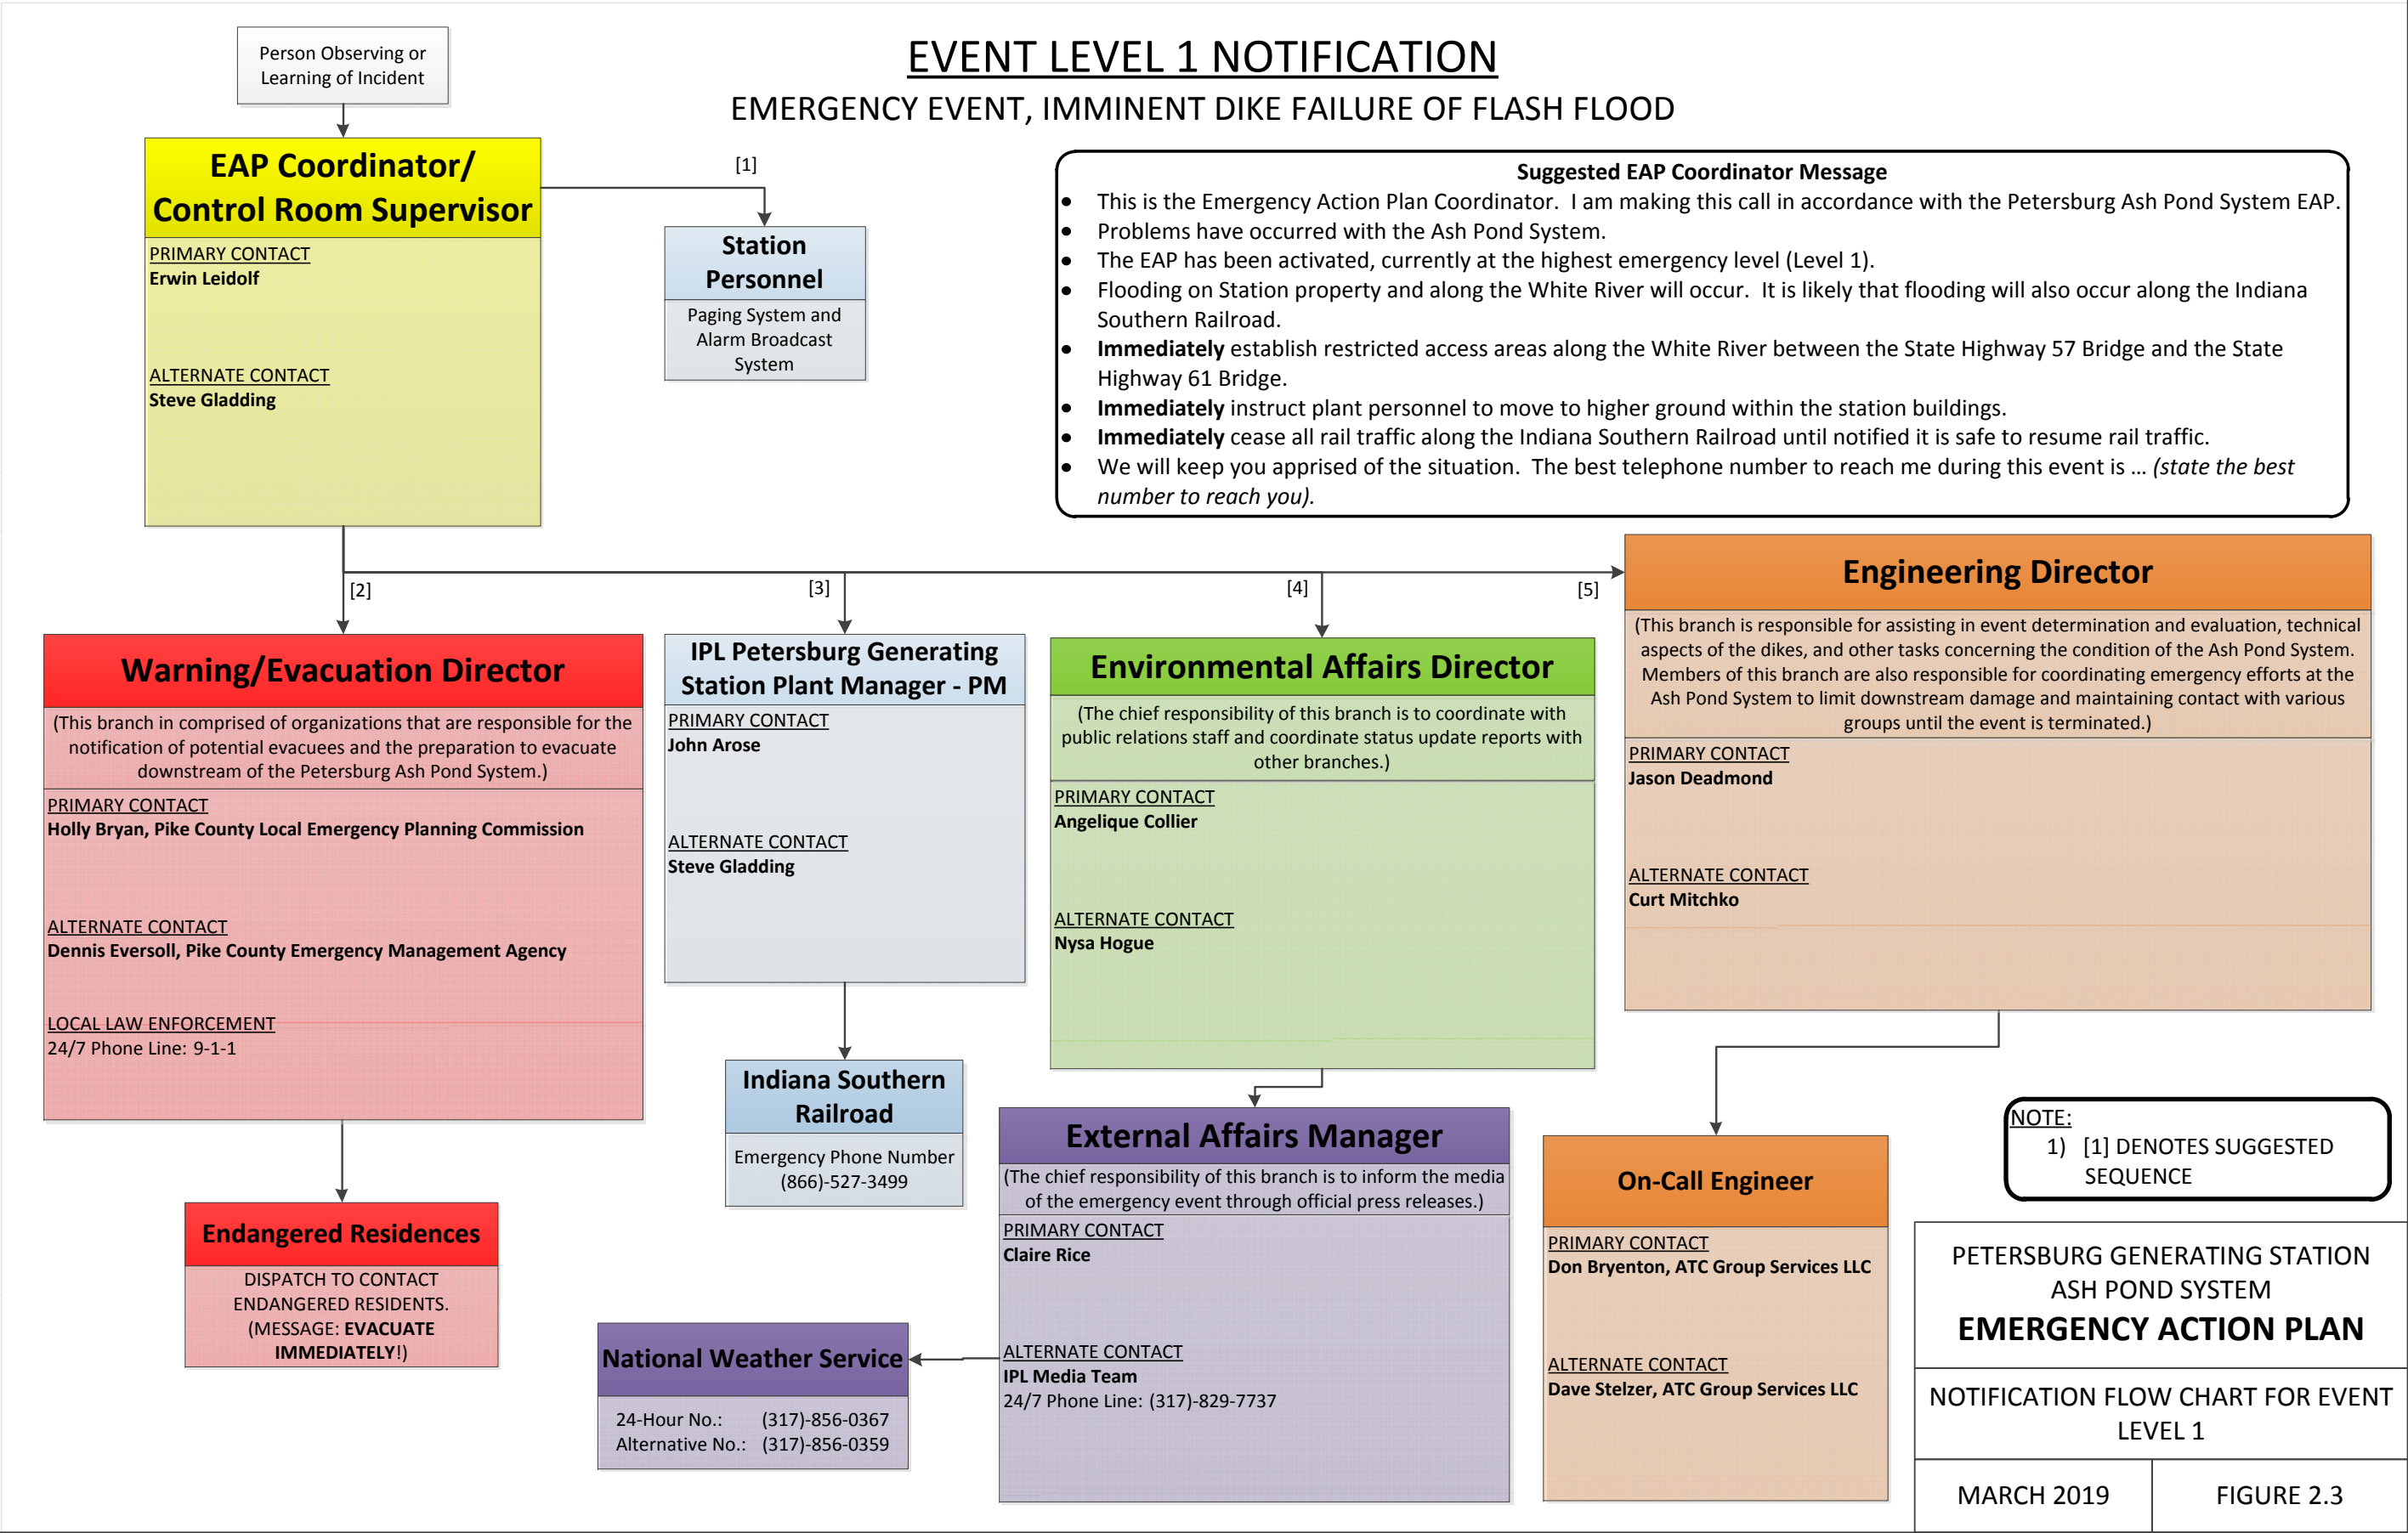 Person Observing or
Learning of Incident
EVENT LEVEL 1 NOTIFICATION
EMERGENCY EVENT, IMMINENT DIKE FAILURE OF FLASH FLOOD
EAP Coordinator/
Control Room Supervisor
PRIMARY CONTACT
Erwin Leidolf
ALTERNATE CONTACT
Steve Gladding
[1]
Station
Personnel
Paging System and
Alarm Broadcast
System
Suggested EAP Coordinator Message
• This is the Emergency Action Plan Coordinator. I am making this call in accordance with the Petersburg Ash Pond System EAP.
• Problems have occurred with the Ash Pond System.
• The EAP has been activated, currently at the highest emergency level (Level 1).
• Flooding on Station property and along the White River will occur. It is likely that flooding will also occur along the Indiana
Southern Railroad.
• Immediately establish restricted access areas along the White River between the State Highway 57 Bridge and the State
Highway 61 Bridge.
• Immediately instruct plant personnel to move to higher ground within the station buildings.
• Immediately cease all rail traffic along the Indiana Southern Railroad until notified it is safe to resume rail traffic.
• We will keep you apprised of the situation. The best telephone number to reach me during this event is … (state the best
number to reach you).
[2]
[3]
[4]
[5]
Warning/Evacuation Director
(This branch in comprised of organizations that are responsible for the
notification of potential evacuees and the preparation to evacuate
downstream of the Petersburg Ash Pond System.)
PRIMARY CONTACT
Holly Bryan, Pike County Local Emergency Planning Commission
ALTERNATE CONTACT
Dennis Eversoll, Pike County Emergency Management Agency
LOCAL LAW ENFORCEMENT
24/7 Phone Line: 9-1-1
Endangered Residences
DISPATCH TO CONTACT
ENDANGERED RESIDENTS.
(MESSAGE: EVACUATE
IMMEDIATELY!)
IPL Petersburg Generating
Station Plant Manager - PM
PRIMARY CONTACT
John Arose
ALTERNATE CONTACT
Steve Gladding
Indiana Southern
Railroad
Emergency Phone Number
(866)-527-3499
Environmental Affairs Director
(The chief responsibility of this branch is to coordinate with
public relations staff and coordinate status update reports with
other branches.)
PRIMARY CONTACT
Angelique Collier
ALTERNATE CONTACT
Nysa Hogue
External Affairs Manager
(The chief responsibility of this branch is to inform the media
of the emergency event through official press releases.)
PRIMARY CONTACT
Claire Rice
ALTERNATE CONTACT
IPL Media Team
24/7 Phone Line: (317)-829-7737
National Weather Service
24-Hour No.: (317)-856-0367
Alternative No.: (317)-856-0359
Engineering Director
(This branch is responsible for assisting in event determination and evaluation, technical
aspects of the dikes, and other tasks concerning the condition of the Ash Pond System.
Members of this branch are also responsible for coordinating emergency efforts at the
Ash Pond System to limit downstream damage and maintaining contact with various
groups until the event is terminated.)
PRIMARY CONTACT
Jason Deadmond
ALTERNATE CONTACT
Curt Mitchko
On-Call Engineer
PRIMARY CONTACT
Don Bryenton, ATC Group Services LLC
ALTERNATE CONTACT
Dave Stelzer, ATC Group Services LLC
NOTE:
1) [1] DENOTES SUGGESTED
SEQUENCE
PETERSBURG GENERATING STATION
ASH POND SYSTEM
EMERGENCY ACTION PLAN
NOTIFICATION FLOW CHART FOR EVENT
LEVEL 1
MARCH 2019
FIGURE 2.3